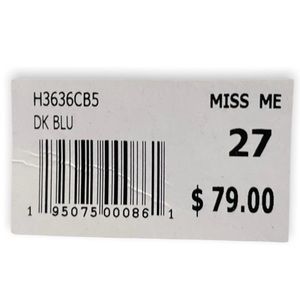 H3636CB5
DK BLU
MISS ME
27
$ 79.00
1 95075 00086 1